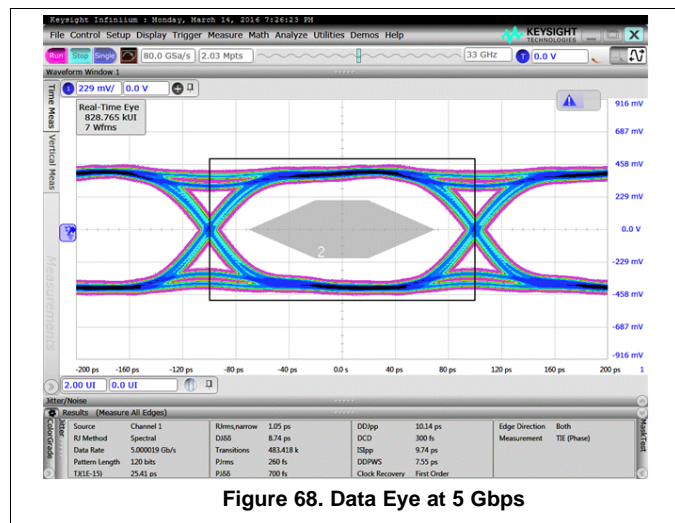 Keysight Infiniium : Monday, March 14, 2016 7:26:23 PM
File Control Setup Display Trigger Measure Math Analyze Utilities Demos Help
KEYSIGHT
TECHNOLOGIES
Run Stop Single 80.0 GSa/s 2.03 Mpts 33 GHz T 0.0 V
Waveform Window 1
Time Meas
Vertical Meas
Measurements
229 mV/ 0.0 V
Real-Time Eye
828.765 kUI
7 Wfms
916 mV
687 mV
458 mV
229 mV
0.0 V
-229 mV
-458 mV
-687 mV
-916 mV
2
-200 ps -160 ps -120 ps -80 ps -40 ps 0.0 s 40 ps 80 ps 120 ps 160 ps 200 ps 1
2.00 UI 0.0 UI
Jitter/Noise
Results (Measure All Edges)
ColorGrade
Jitter
MaskTest
Source Channel 1 RJrms,narrow 1.05 ps DDJpp 10.14 ps Edge Direction Both
RJ Method Spectral DJδδ 8.74 ps DCD 300 fs Measurement TIE (Phase)
Data Rate 5.000019 Gb/s Transitions 483.418 k ISIpp 9.74 ps
Pattern Length 120 bits PJrms 260 fs DDPWS 7.55 ps
TJ(1E-15) 25.41 ps PJδδ 700 fs Clock Recovery First Order
Figure 68. Data Eye at 5 Gbps